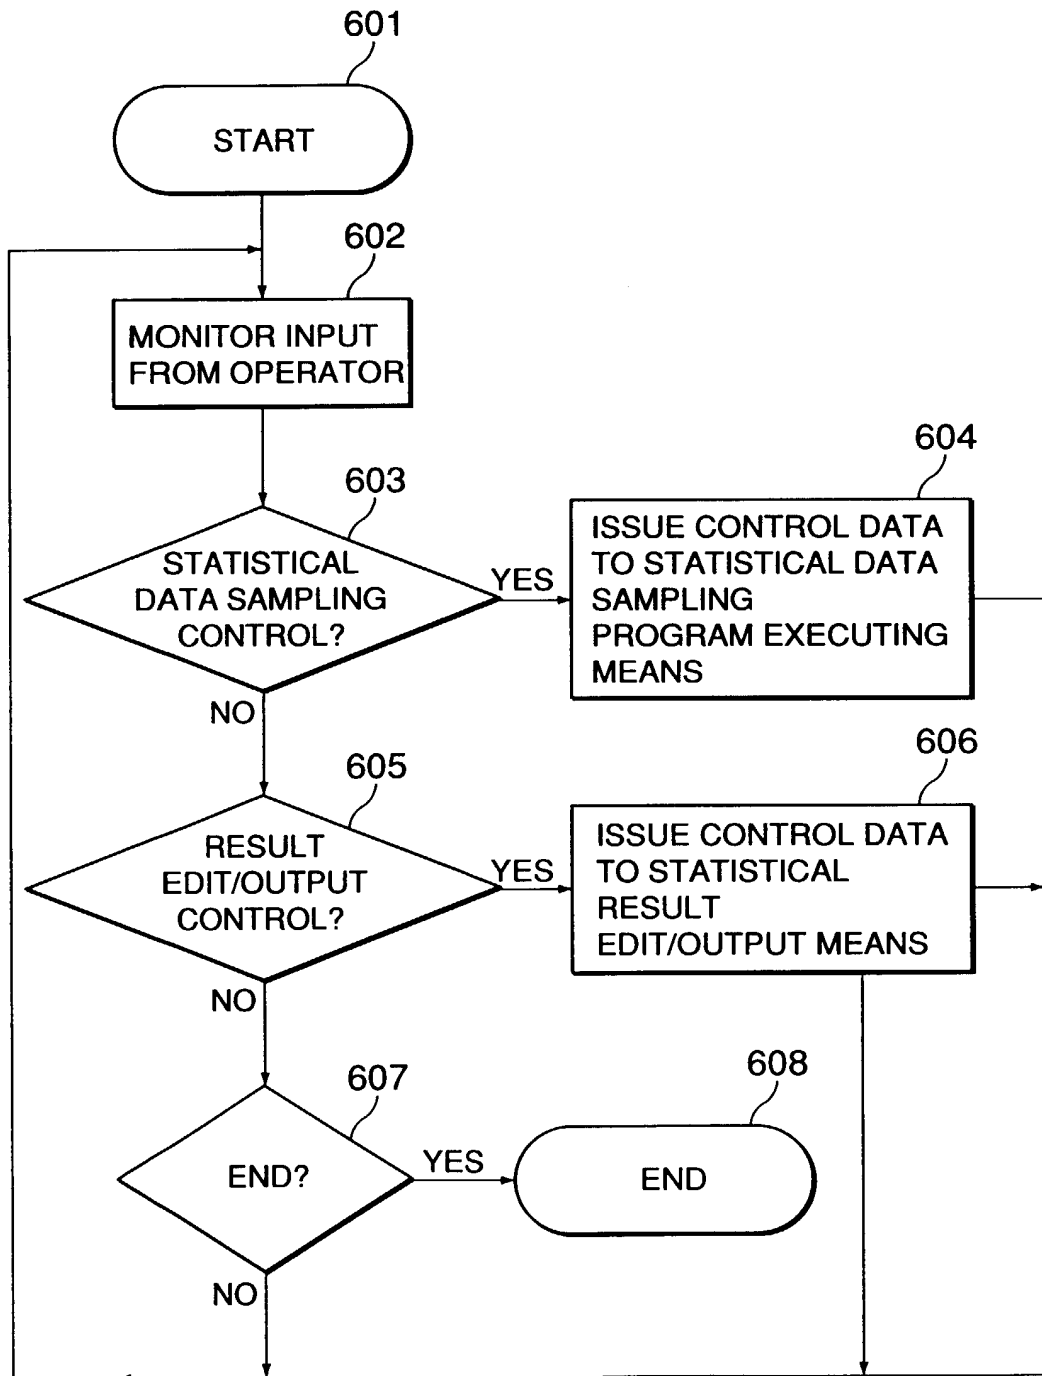 601
START
602
MONITOR INPUT
FROM OPERATOR
603
STATISTICAL
DATA SAMPLING
CONTROL?
YES
NO
604
ISSUE CONTROL DATA
TO STATISTICAL DATA
SAMPLING
PROGRAM EXECUTING
MEANS
605
RESULT
EDIT/OUTPUT
CONTROL?
YES
NO
606
ISSUE CONTROL DATA
TO STATISTICAL
RESULT
EDIT/OUTPUT MEANS
607
END?
YES
NO
608
END